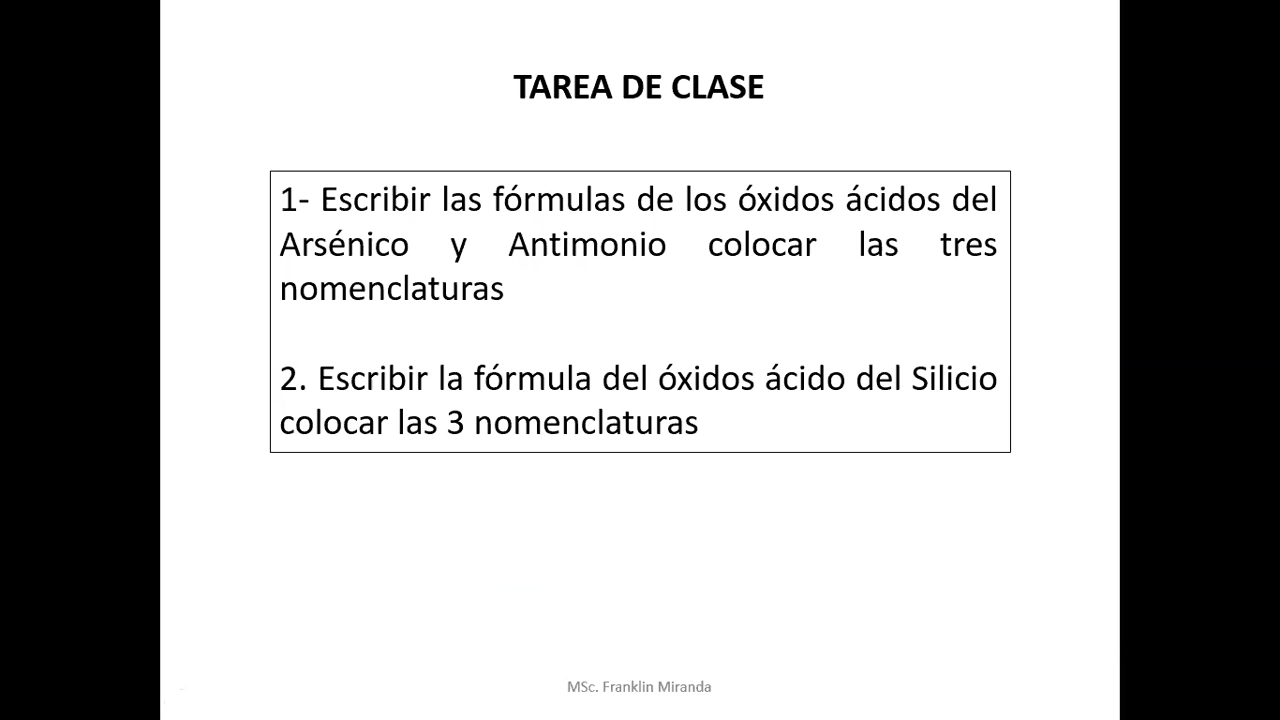 TAREA DE CLASE
1- Escribir las fórmulas de los óxidos ácidos del
Arsénico y Antimonio colocar las tres
nomenclaturas
2. Escribir la fórmula del óxidos ácido del Silicio
colocar las 3 nomenclaturas
MSc. Franklin Miranda